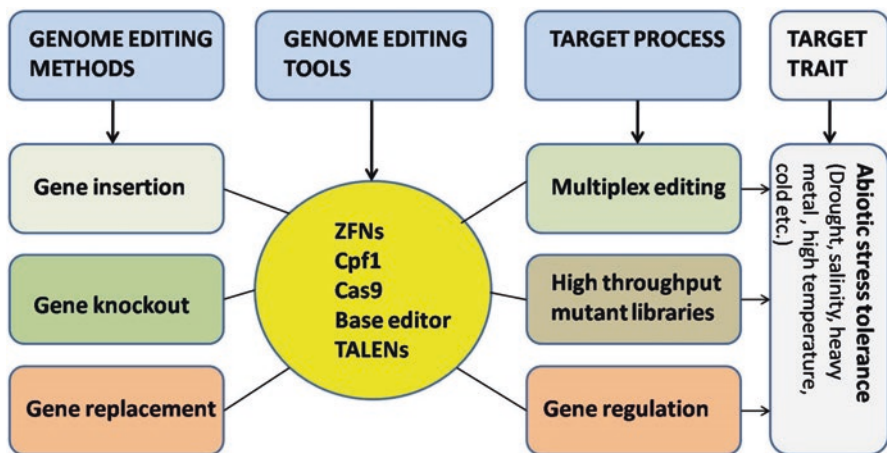 GENOME EDITING
METHODS
GENOME EDITING
TOOLS
TARGET PROCESS
TARGET
TRAIT
Gene insertion
Gene knockout
Gene replacement
ZFNs
Cpf1
Cas9
Base editor
TALENs
Multiplex editing
High throughput
mutant libraries
Gene regulation
Abiotic stress tolerance
(Drought, salinity, heavy
metal , high temperature,
cold etc.)